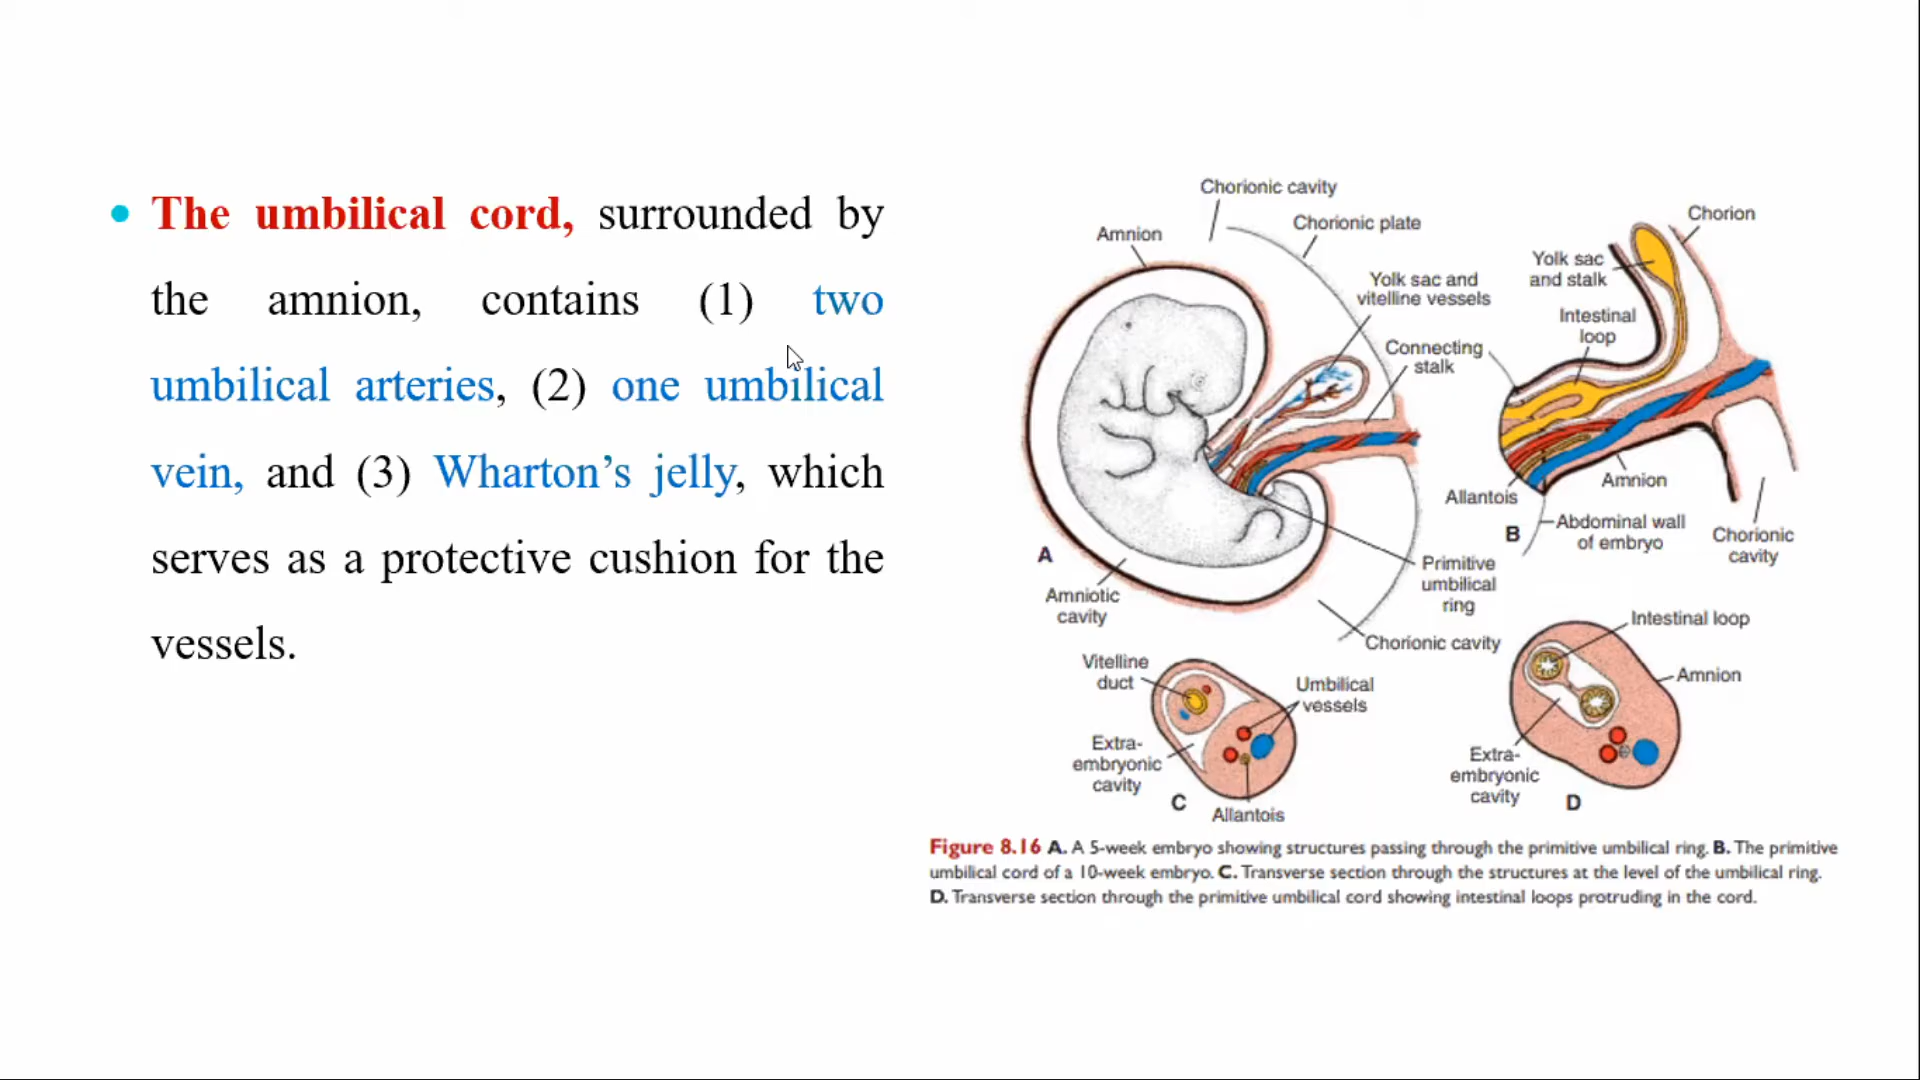 • The umbilical cord, surrounded by
the amnion, contains (1) two
umbilical arteries, (2) one umbilical
vein, and (3) Wharton’s jelly, which
serves as a protective cushion for the
vessels.
Chorionic cavity
Chorionic plate
Amnion
Yolk sac and
vitelline vessels
Connecting
stalk
A
Amniotic
cavity
Primitive
umbilical
ring
Chorionic cavity
Chorion
Yolk sac
and stalk
Intestinal
loop
Allantois
Amnion
B
Abdominal wall
of embryo
Chorionic
cavity
Vitelline
duct
Umbilical
vessels
Extra-
embryonic
cavity
C
Allantois
Intestinal loop
Amnion
Extra-
embryonic
cavity
D
Figure 8.16 A. A 5-week embryo showing structures passing through the primitive umbilical ring. B. The primitive
umbilical cord of a 10-week embryo. C. Transverse section through the structures at the level of the umbilical ring.
D. Transverse section through the primitive umbilical cord showing intestinal loops protruding in the cord.